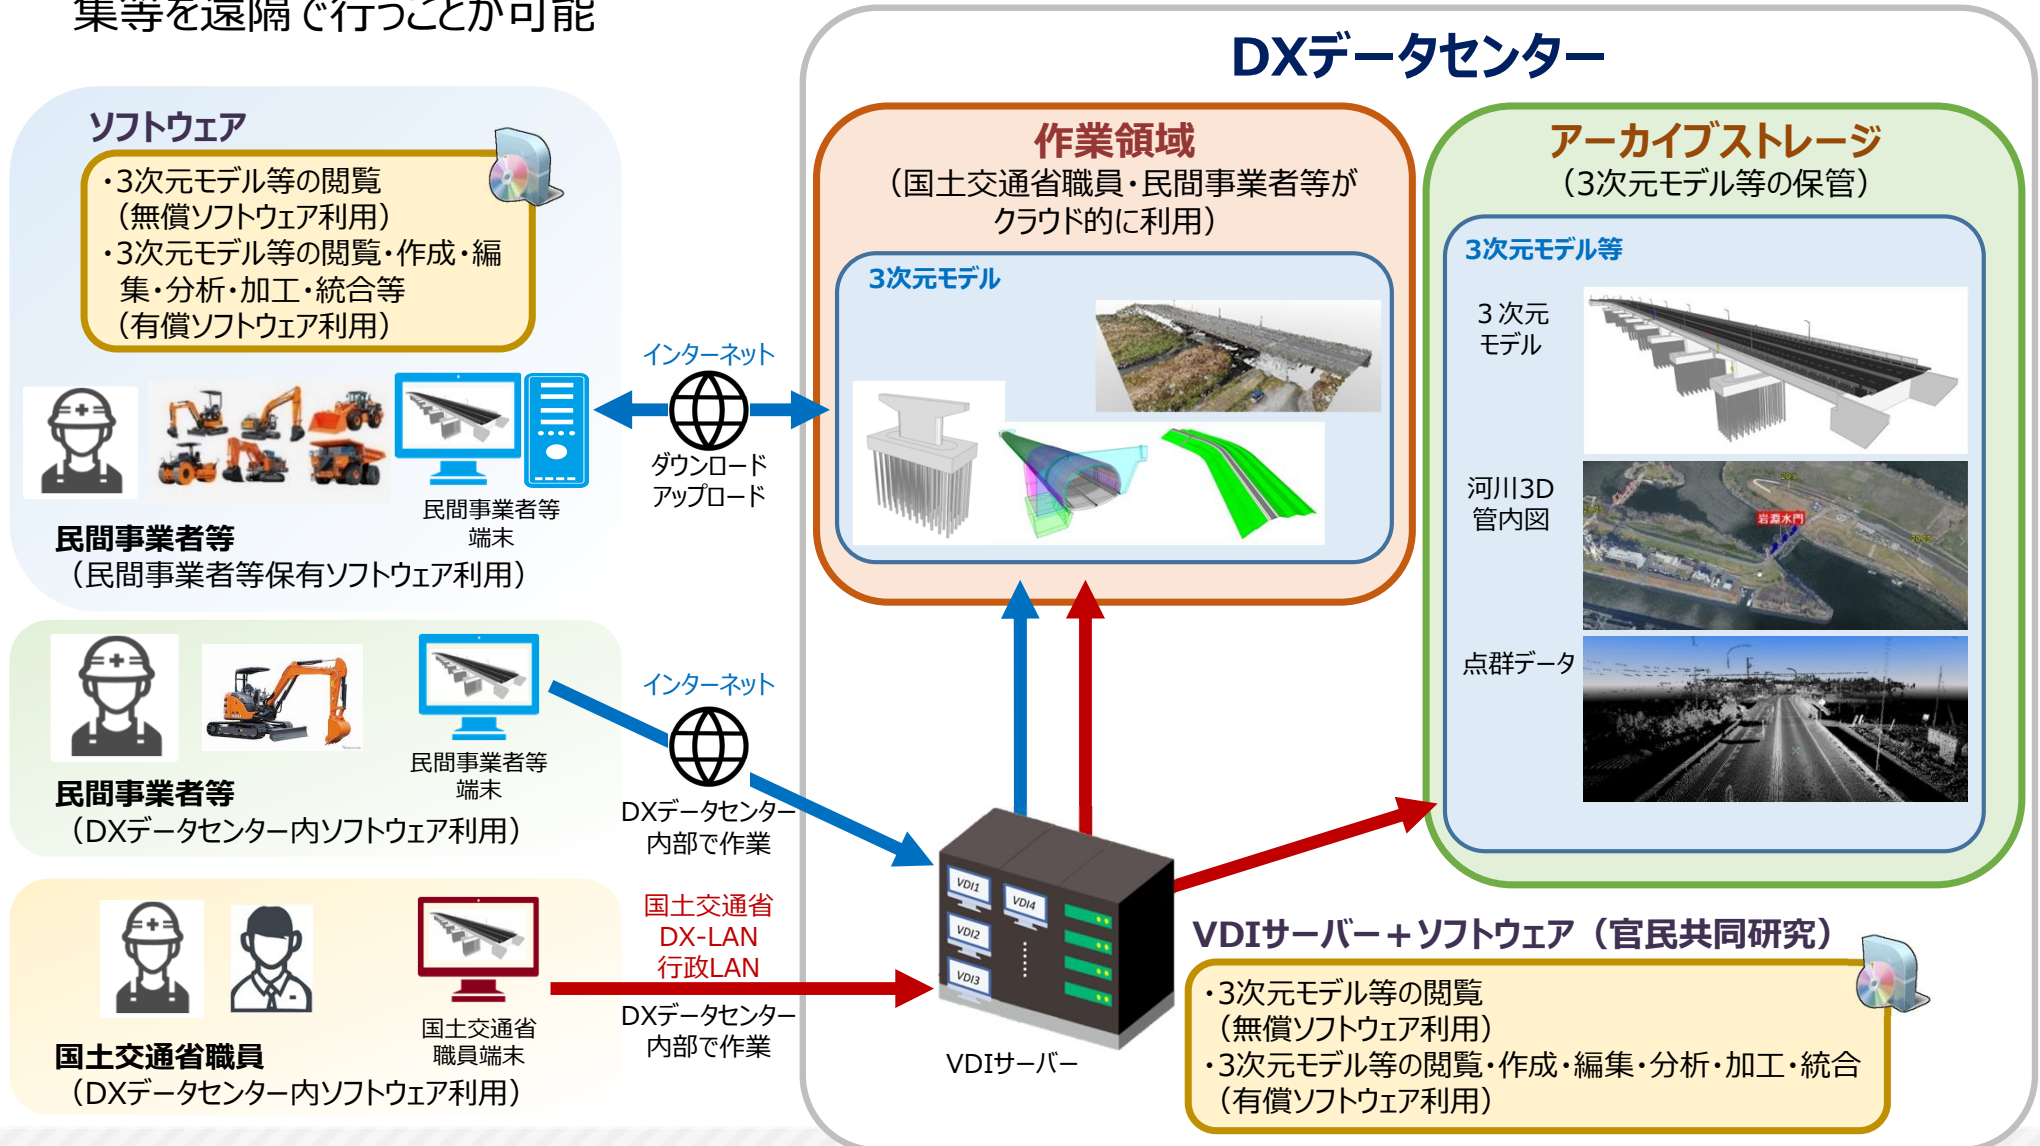 集等を遠隔で行うことが可能
DXデータセンター
ソフトウェア
・3次元モデル等の閲覧
（無償ソフトウェア利用）
・3次元モデル等の閲覧・作成・編
集・分析・加工・統合等
（有償ソフトウェア利用）
民間事業者等
端末
民間事業者等
（民間事業者等保有ソフトウェア利用）
インターネット
ダウンロード
アップロード
作業領域
（国土交通省職員・民間事業者等が
クラウド的に利用）
3次元モデル
アーカイブストレージ
（3次元モデル等の保管）
3次元モデル等
３次元
モデル
河川3D
管内図
岩淵水門
点群データ
民間事業者等
端末
民間事業者等
（DXデータセンター内ソフトウェア利用）
インターネット
DXデータセンター
内部で作業
国土交通省
職員端末
国土交通省職員
（DXデータセンター内ソフトウェア利用）
国土交通省
DX-LAN
行政LAN
DXデータセンター
内部で作業
VDI1
VDI2
VDI3
VDI4
VDIサーバー
VDIサーバー＋ソフトウェア（官民共同研究）
・3次元モデル等の閲覧
（無償ソフトウェア利用）
・3次元モデル等の閲覧・作成・編集・分析・加工・統合
（有償ソフトウェア利用）